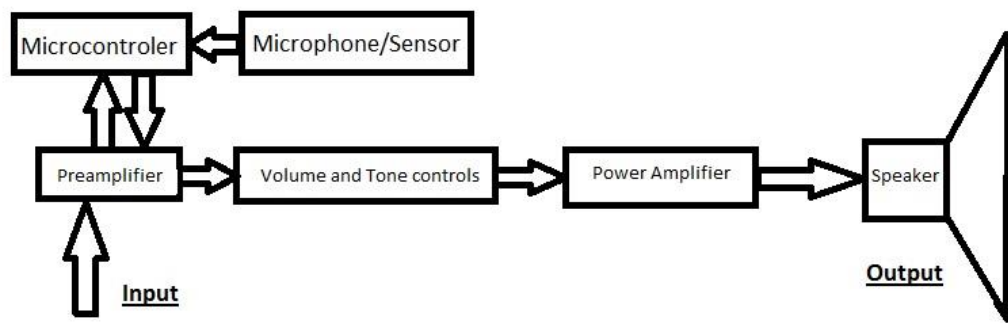 Microcontroler
Microphone/Sensor
Preamplifier
Volume and Tone controls
Power Amplifier
Speaker
Input
Output